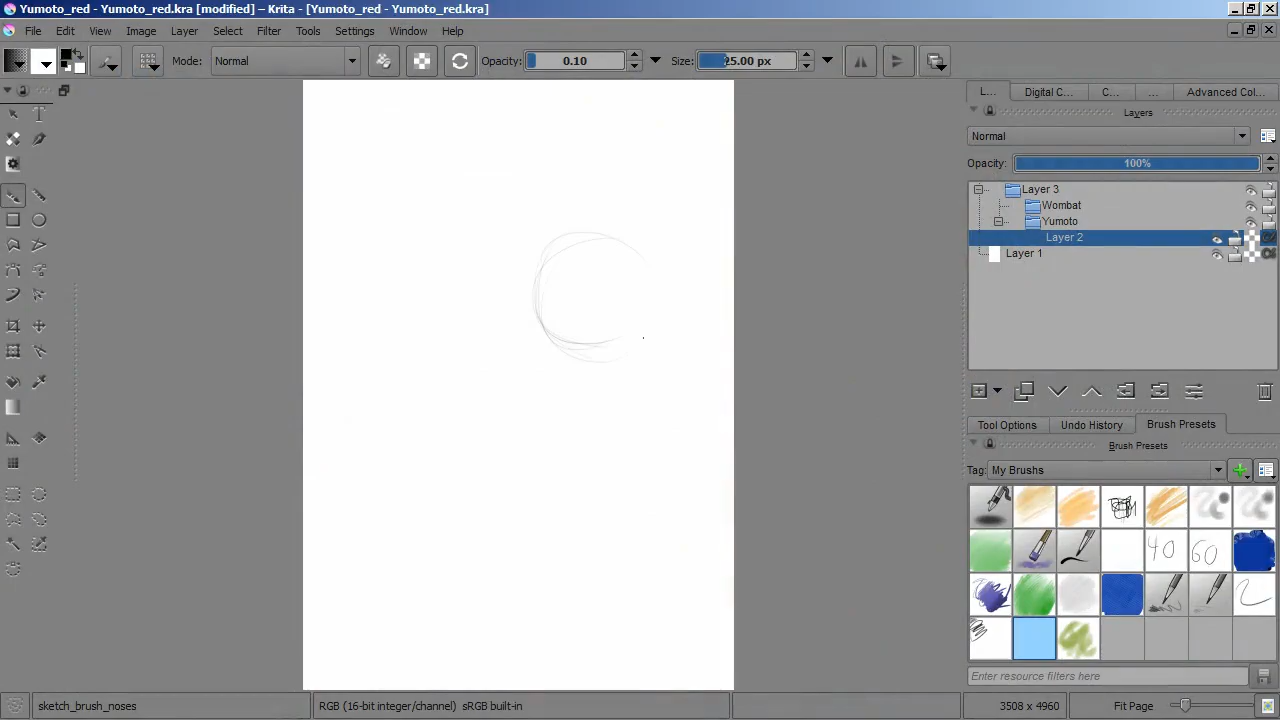 Yumoto_red - Yumoto_red.kra [modified] – Krita - [Yumoto_red - Yumoto_red.kra]
File Edit View Image Layer Select Filter Tools Settings Window Help
Mode: Normal Opacity: 0.10 Size: 25.00 px
L... Digital C... C... ... Advanced Col...
Layers
Normal
Opacity: 100%
Layer 3
Wombat
Yumoto
Layer 2
Layer 1
Tool Options Undo History Brush Presets
Brush Presets
Tag: My Brushs
40 60
Enter resource filters here
sketch_brush_noses RGB (16-bit integer/channel) sRGB built-in 3508 x 4960 Fit Page